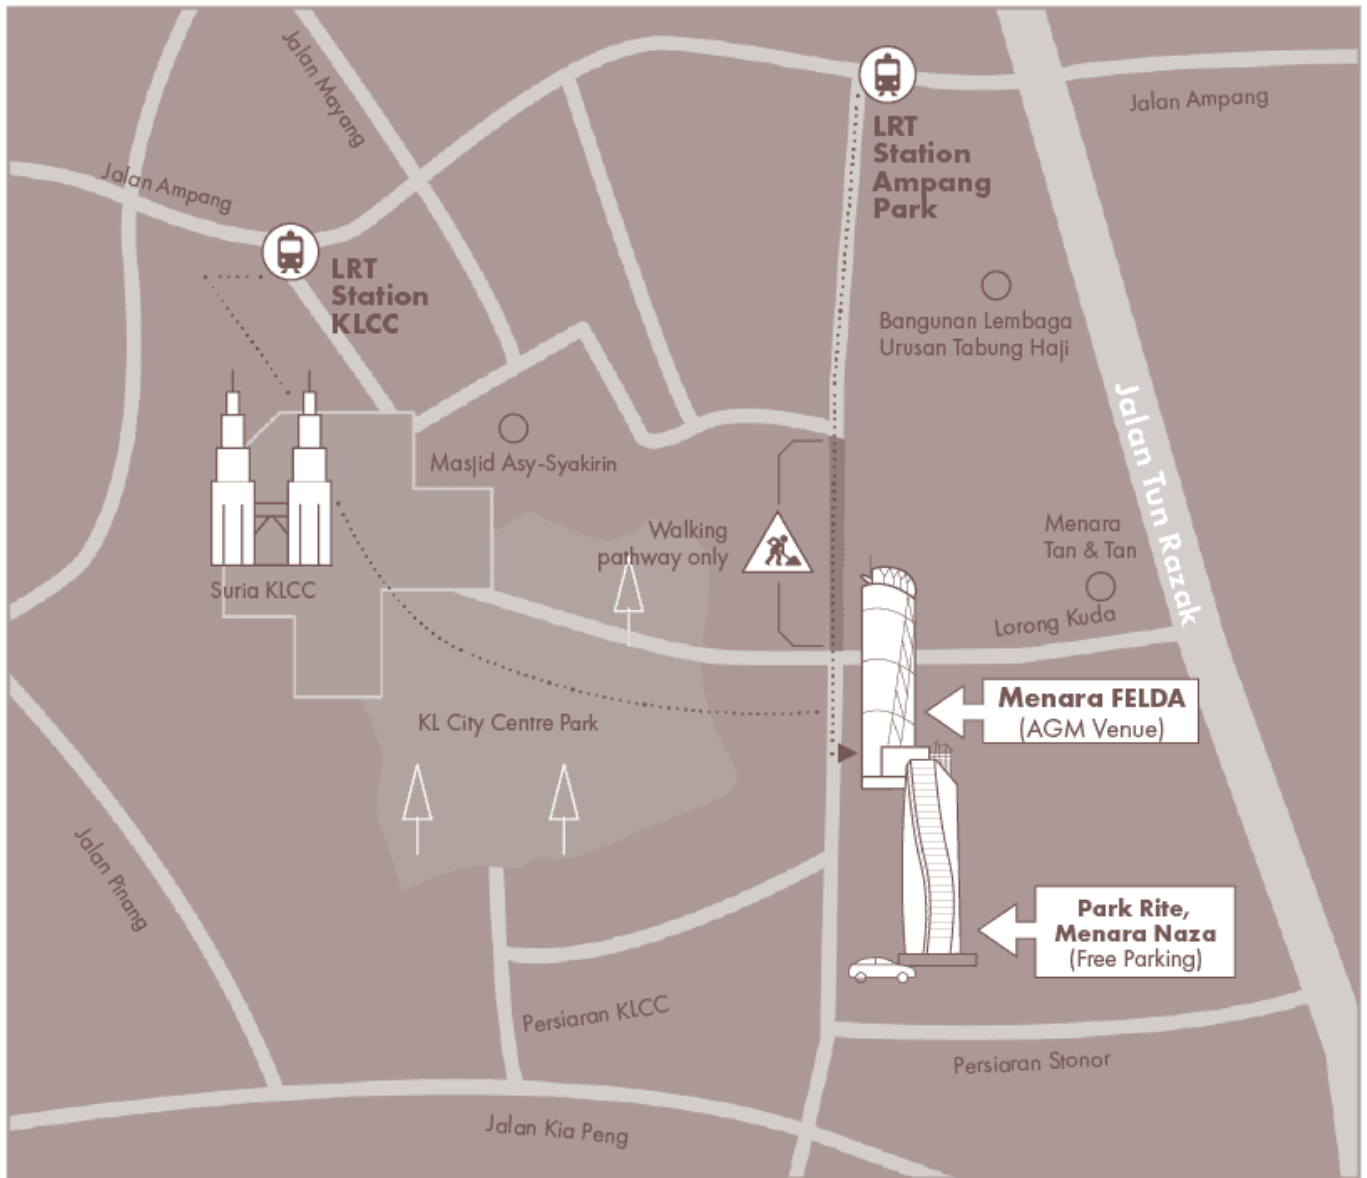 Jalan Mayang
Jalan Ampang
Jalan Ampang
LRT
Station
Ampang
Park
LRT
Station
KLCC
Bangunan Lembaga
Urusan Tabung Haji
Jalan Tun Razak
Masjid Asy-Syakirin
Walking
pathway only
Menara
Tan & Tan
Suria KLCC
Lorong Kuda
Menara FELDA
(AGM Venue)
KL City Centre Park
Jalan Pinang
Park Rite,
Menara Naza
(Free Parking)
Persiaran KLCC
Persiaran Stonor
Jalan Kia Peng